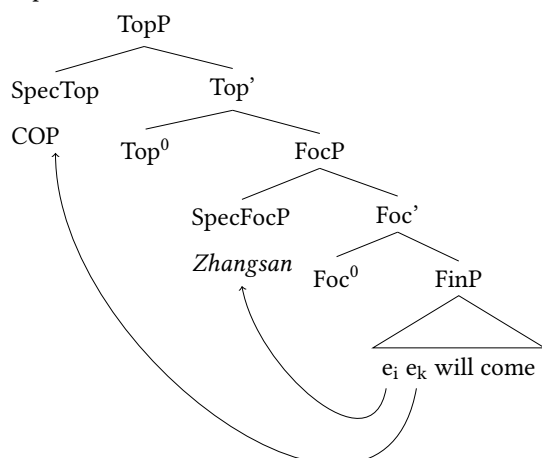 TopP
SpecTop Top’
COP Top⁰ FocP
SpecFocP Foc’
Zhangsan Foc⁰ FinP
eᵢ eₖ will come